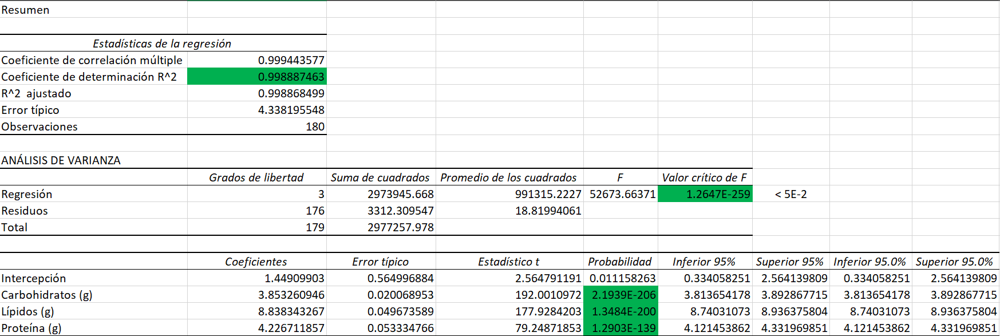 Resumen
Estadísticas de la regresión
Coeficiente de correlación múltiple 0.999443577
Coeficiente de determinación R^2 0.998887463
R^2  ajustado 0.998868499
Error típico 4.338195548
Observaciones 180
ANÁLISIS DE VARIANZA
Grados de libertad Suma de cuadrados Promedio de los cuadrados F Valor crítico de F
Regresión 3 2973945.668 991315.2227 52673.66371 1.2647E-259 < 5E-2
Residuos 176 3312.309547 18.81994061
Total 179 2977257.978
Coeficientes Error típico Estadístico t Probabilidad Inferior 95% Superior 95% Inferior 95.0% Superior 95.0%
Intercepción 1.44909903 0.564996884 2.564791191 0.011158263 0.334058251 2.564139809 0.334058251 2.564139809
Carbohidratos (g) 3.853260946 0.020068953 192.0010972 2.1939E-206 3.813654178 3.892867715 3.813654178 3.892867715
Lípidos (g) 8.838343267 0.049673589 177.9284203 1.3484E-200 8.74031073 8.936375804 8.74031073 8.936375804
Proteína (g) 4.226711857 0.053334766 79.24871853 1.2903E-139 4.121453862 4.331969851 4.121453862 4.331969851